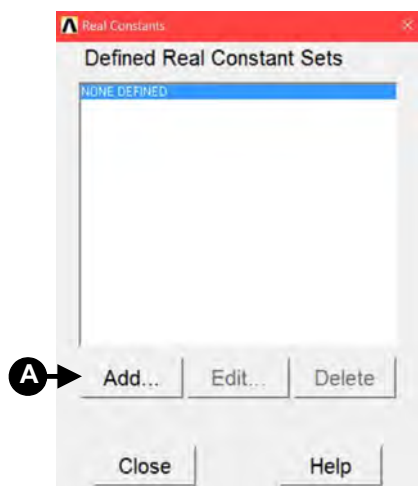 Real Constants
Defined Real Constant Sets
NONE DEFINED
A
Add... Edit... Delete
Close Help